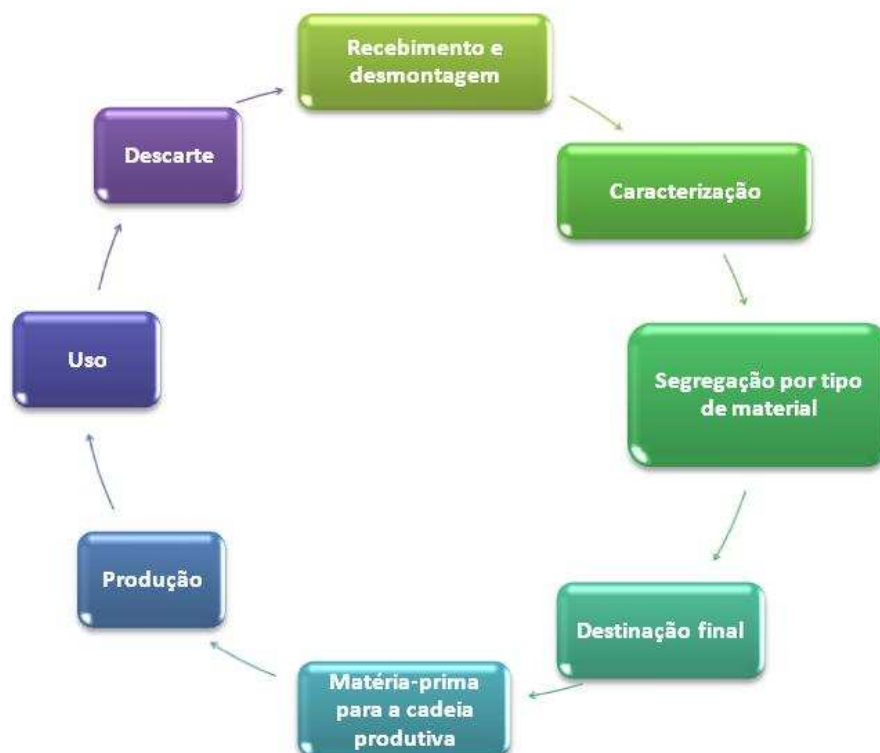 Recebimento e
desmontagem
Caracterização
Segregação por tipo
de material
Destinação final
Matéria-prima
para a cadeia
produtiva
Produção
Uso
Descarte